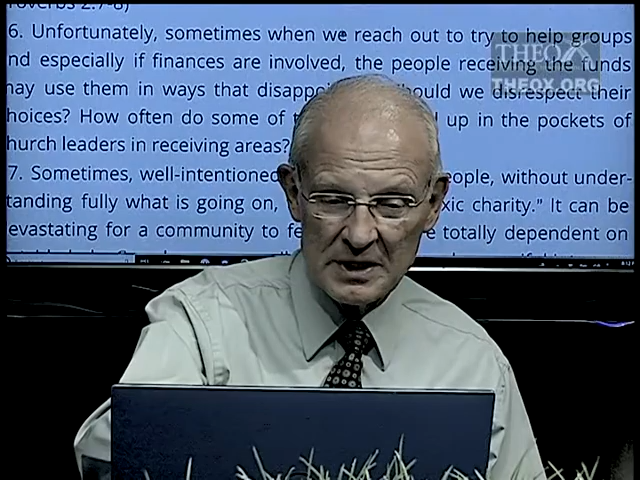 roverbs 2:7-8)
6. Unfortunately, sometimes when we reach out to try to help groups
nd especially if finances are involved, the people receiving the funds
nay use them in ways that disappoi hould we disrespect their
hoices? How often do some of up in the pockets of
hurch leaders in receiving areas?
7. Sometimes, well-intentioned eople, without under-
tanding fully what is going on, xic charity." It can be
evastating for a community to fe e totally dependent on
THEOX
THEOX.ORG